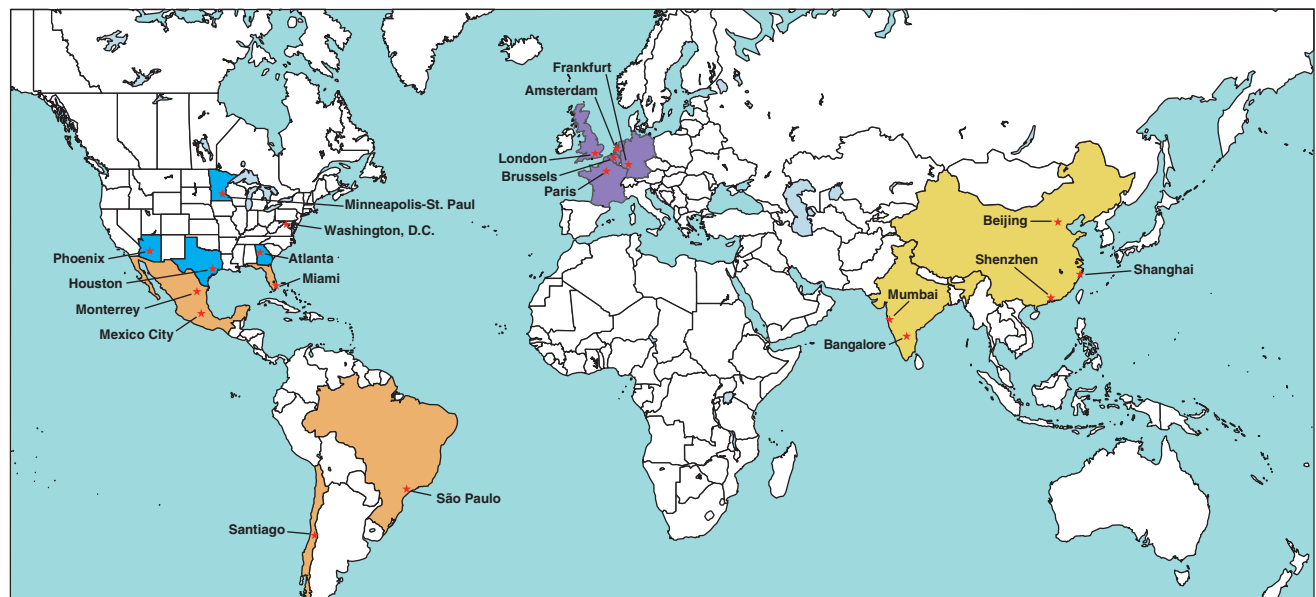 Frankfurt
Amsterdam
London
Brussels
Paris
Minneapolis-St. Paul
Washington, D.C.
Phoenix
Atlanta
Houston
Miami
Monterrey
Mexico City
Beijing
Shenzhen
Shanghai
Mumbai
Bangalore
São Paulo
Santiago